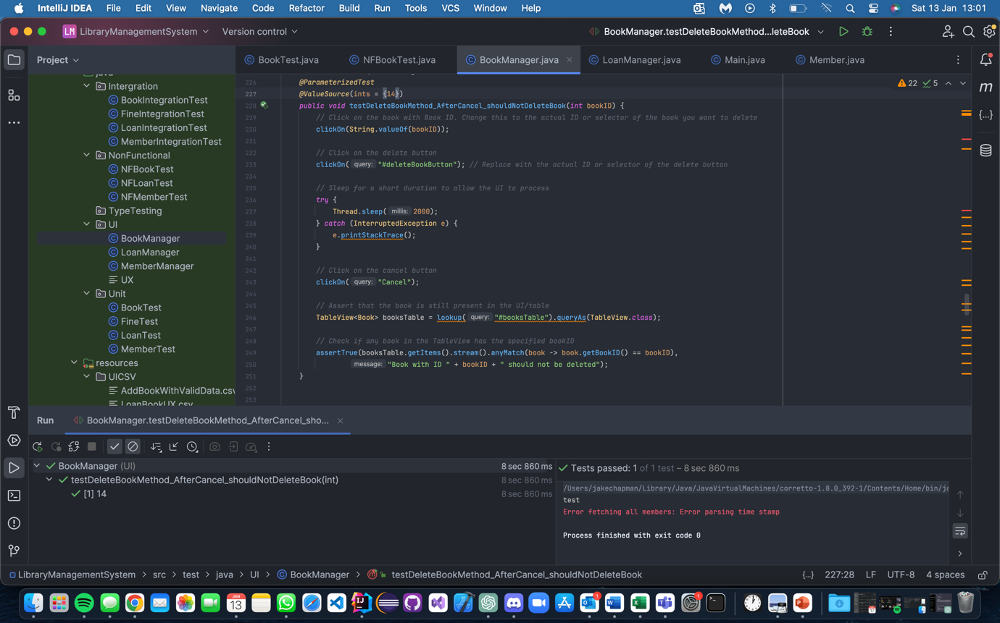 IntelliJ IDEA File Edit View Navigate Code Refactor Build Run Tools VCS Window Help Sat 13 Jan 13:01
LM LibraryManagementSystem Version control BookManager.testDeleteBookMethod...leteBook
Project BookTest.java NFBookTest.java BookManager.java LoanManager.java Main.java Member.java
java
Intergration
BookIntegrationTest
FineIntegrationTest
LoanIntegrationTest
MemberIntegrationTest
NonFunctional
NFBookTest
NFLoanTest
NFMemberTest
TypeTesting
UI
BookManager
LoanManager
MemberManager
UX
Unit
BookTest
FineTest
LoanTest
MemberTest
resources
UICSV
AddBookWithValidData.csv
LoanBookUX.csv
22 5
226 @ParameterizedTest
227 @ValueSource(ints = {14})
228 public void testDeleteBookMethod_AfterCancel_shouldNotDeleteBook(int bookID) {
229 // Click on the book with Book ID. Change this to the actual ID or selector of the book you want to delete
230 clickOn(String.valueOf(bookID));
231
232 // Click on the delete button
233 clickOn( query: "#deleteBookButton"); // Replace with the actual ID or selector of the delete button
234
235 // Sleep for a short duration to allow the UI to process
236 try {
237 Thread.sleep( millis: 2000);
238 } catch (InterruptedException e) {
239 e.printStackTrace();
240 }
241
242 // Click on the cancel button
243 clickOn( query: "Cancel");
244
245 // Assert that the book is still present in the UI/table
246 TableView<Book> booksTable = lookup( query: "#booksTable").queryAs(TableView.class);
247
248 // Check if any book in the TableView has the specified bookID
249 assertTrue(booksTable.getItems().stream().anyMatch(book -> book.getBookID() == bookID),
250 message: "Book with ID " + bookID + " should not be deleted");
251 }
252
253
Run BookManager.testDeleteBookMethod_AfterCancel_sho...
BookManager (UI) 8 sec 860 ms
testDeleteBookMethod_AfterCancel_shouldNotDeleteBook(int) 8 sec 860 ms
[1] 14 8 sec 860 ms
Tests passed: 1 of 1 test – 8 sec 860 ms
/Users/jakechapman/Library/Java/JavaVirtualMachines/corretto-1.8.0_392-1/Contents/Home/bin/ja
test
Error fetching all members: Error parsing time stamp
Process finished with exit code 0
LibraryManagementSystem > src > test > java > UI > BookManager > testDeleteBookMethod_AfterCancel_shouldNotDeleteBook {..} 227:28 LF UTF-8 4 spaces
JAN
13